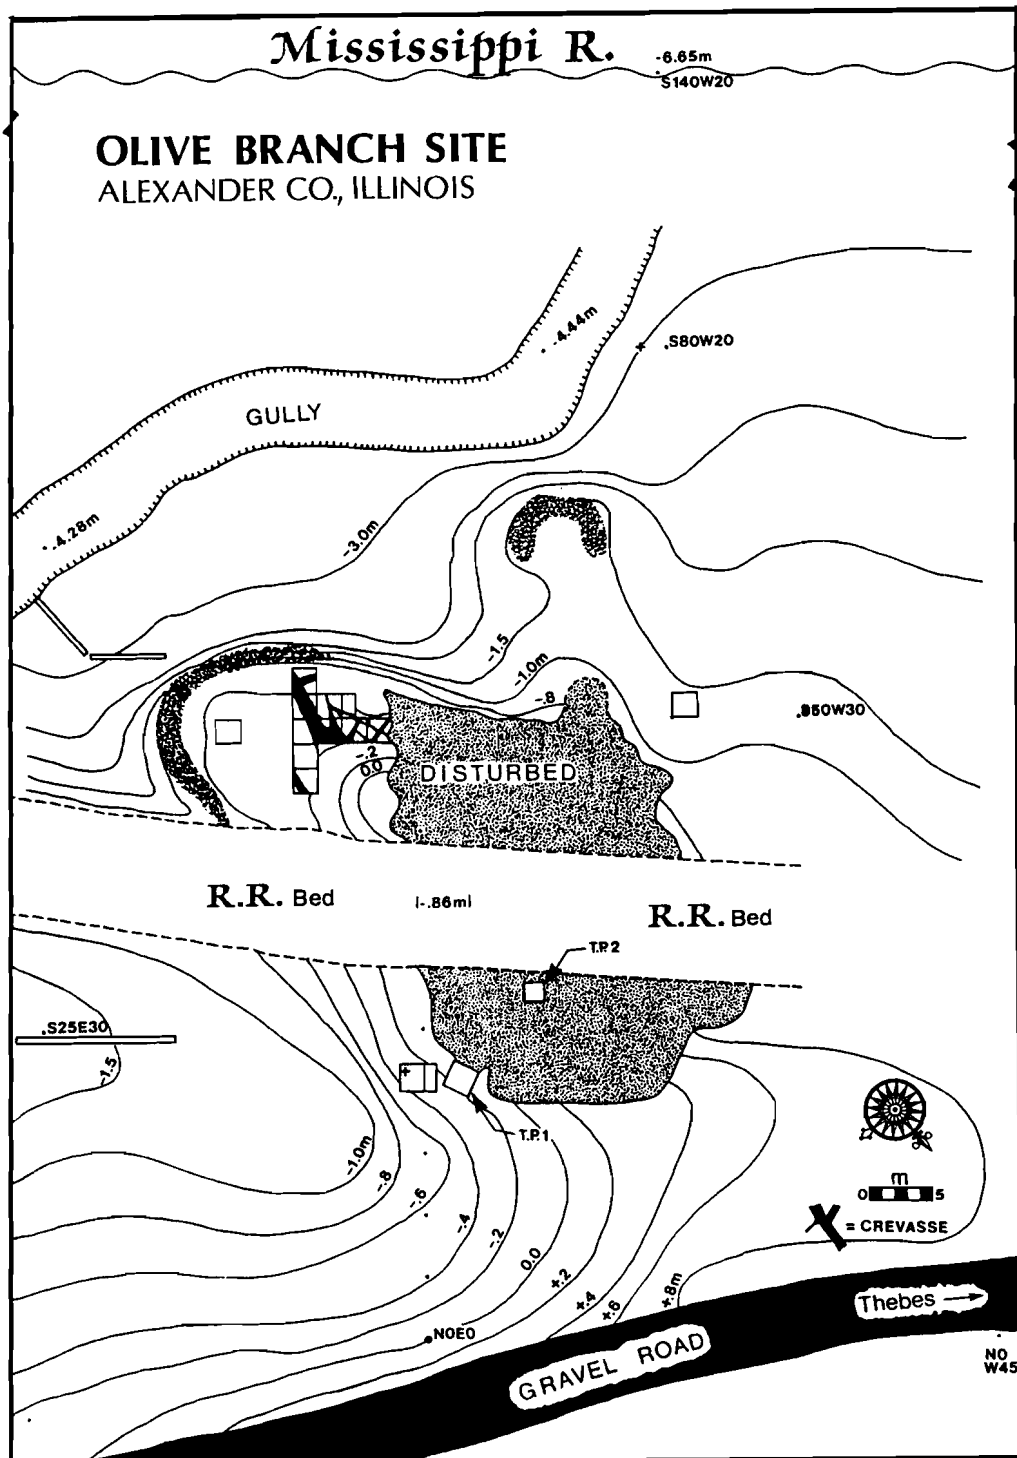 Mississippi R.
-6.65m
S140W20
OLIVE BRANCH SITE
ALEXANDER CO., ILLINOIS
-4.44m
S80W20
GULLY
-4.28m
-3.0m
-1.5
-1.0m
-.8
S50W30
-.2
0.0
DISTURBED
R.R. Bed
(-.86m)
R.R. Bed
T.P.2
S25E30
-1.5
T.P.1
-1.0m
-.8
-.6
-.4
-.2
0.0
+.2
+.4
+.6
+.8m
m
0 5
= CREVASSE
Thebes
N0E0
GRAVEL ROAD
N0
W45